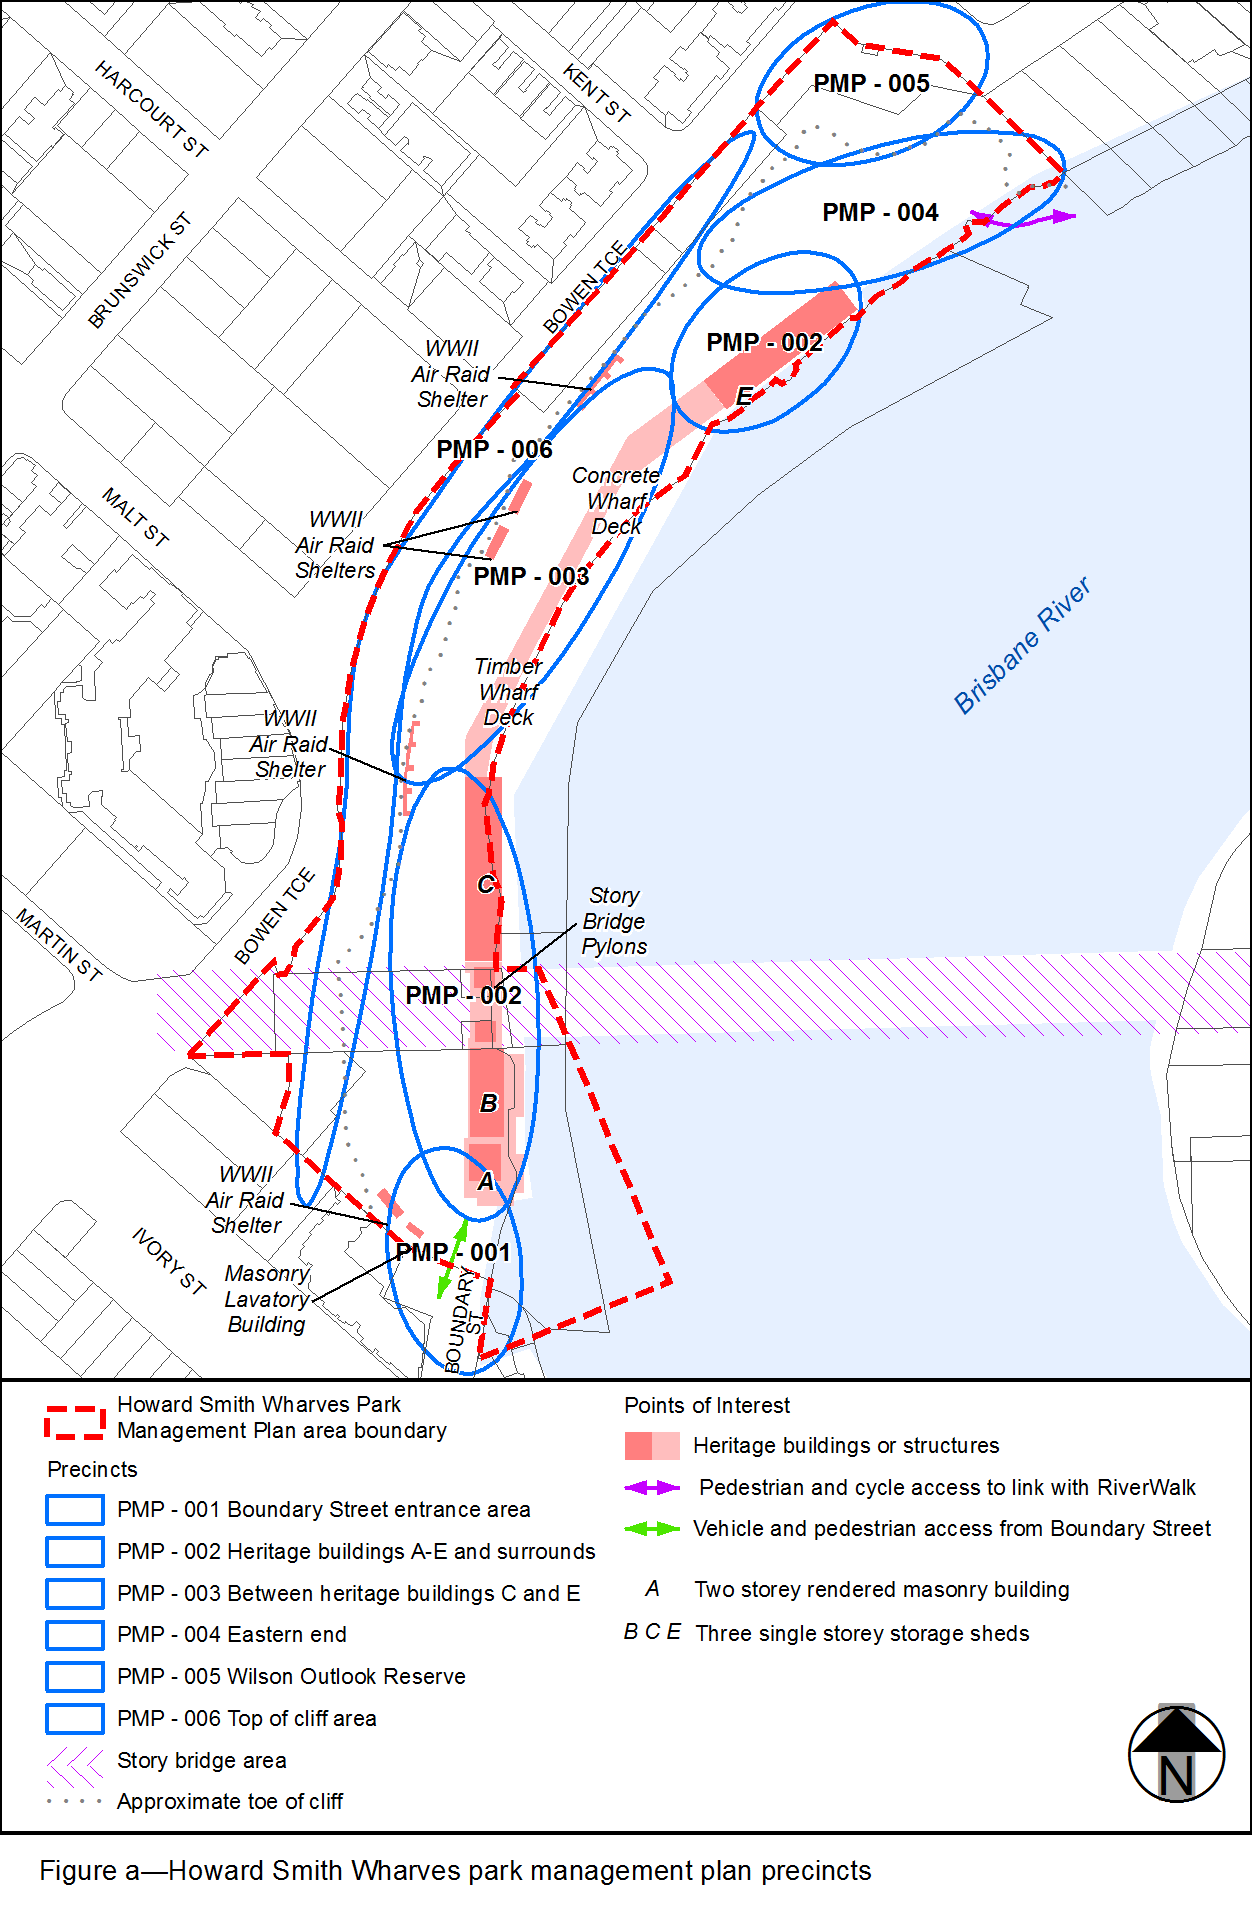 HARCOURT ST
KENT ST
PMP - 005
BRUNSWICK ST
PMP - 004
BOWEN TCE
WWII
Air Raid
Shelter
PMP - 002
E
PMP - 006
MALT ST
Concrete
Wharf
Deck
WWII
Air Raid
Shelters
PMP - 003
Brisbane River
Timber
Wharf
Deck
WWII
Air Raid
Shelter
C
BOWEN TCE
MARTIN ST
Story
Bridge
Pylons
PMP - 002
B
WWII
Air Raid
Shelter
A
IVORY ST
PMP - 001
Masonry
Lavatory
Building
BOUNDARY
ST
Howard Smith Wharves Park
Management Plan area boundary
Precincts
PMP - 001 Boundary Street entrance area
PMP - 002 Heritage buildings A-E and surrounds
PMP - 003 Between heritage buildings C and E
PMP - 004 Eastern end
PMP - 005 Wilson Outlook Reserve
PMP - 006 Top of cliff area
Story bridge area
Approximate toe of cliff
Points of Interest
Heritage buildings or structures
Pedestrian and cycle access to link with RiverWalk
Vehicle and pedestrian access from Boundary Street
A Two storey rendered masonry building
B C E Three single storey storage sheds
N
Figure a—Howard Smith Wharves park management plan precincts